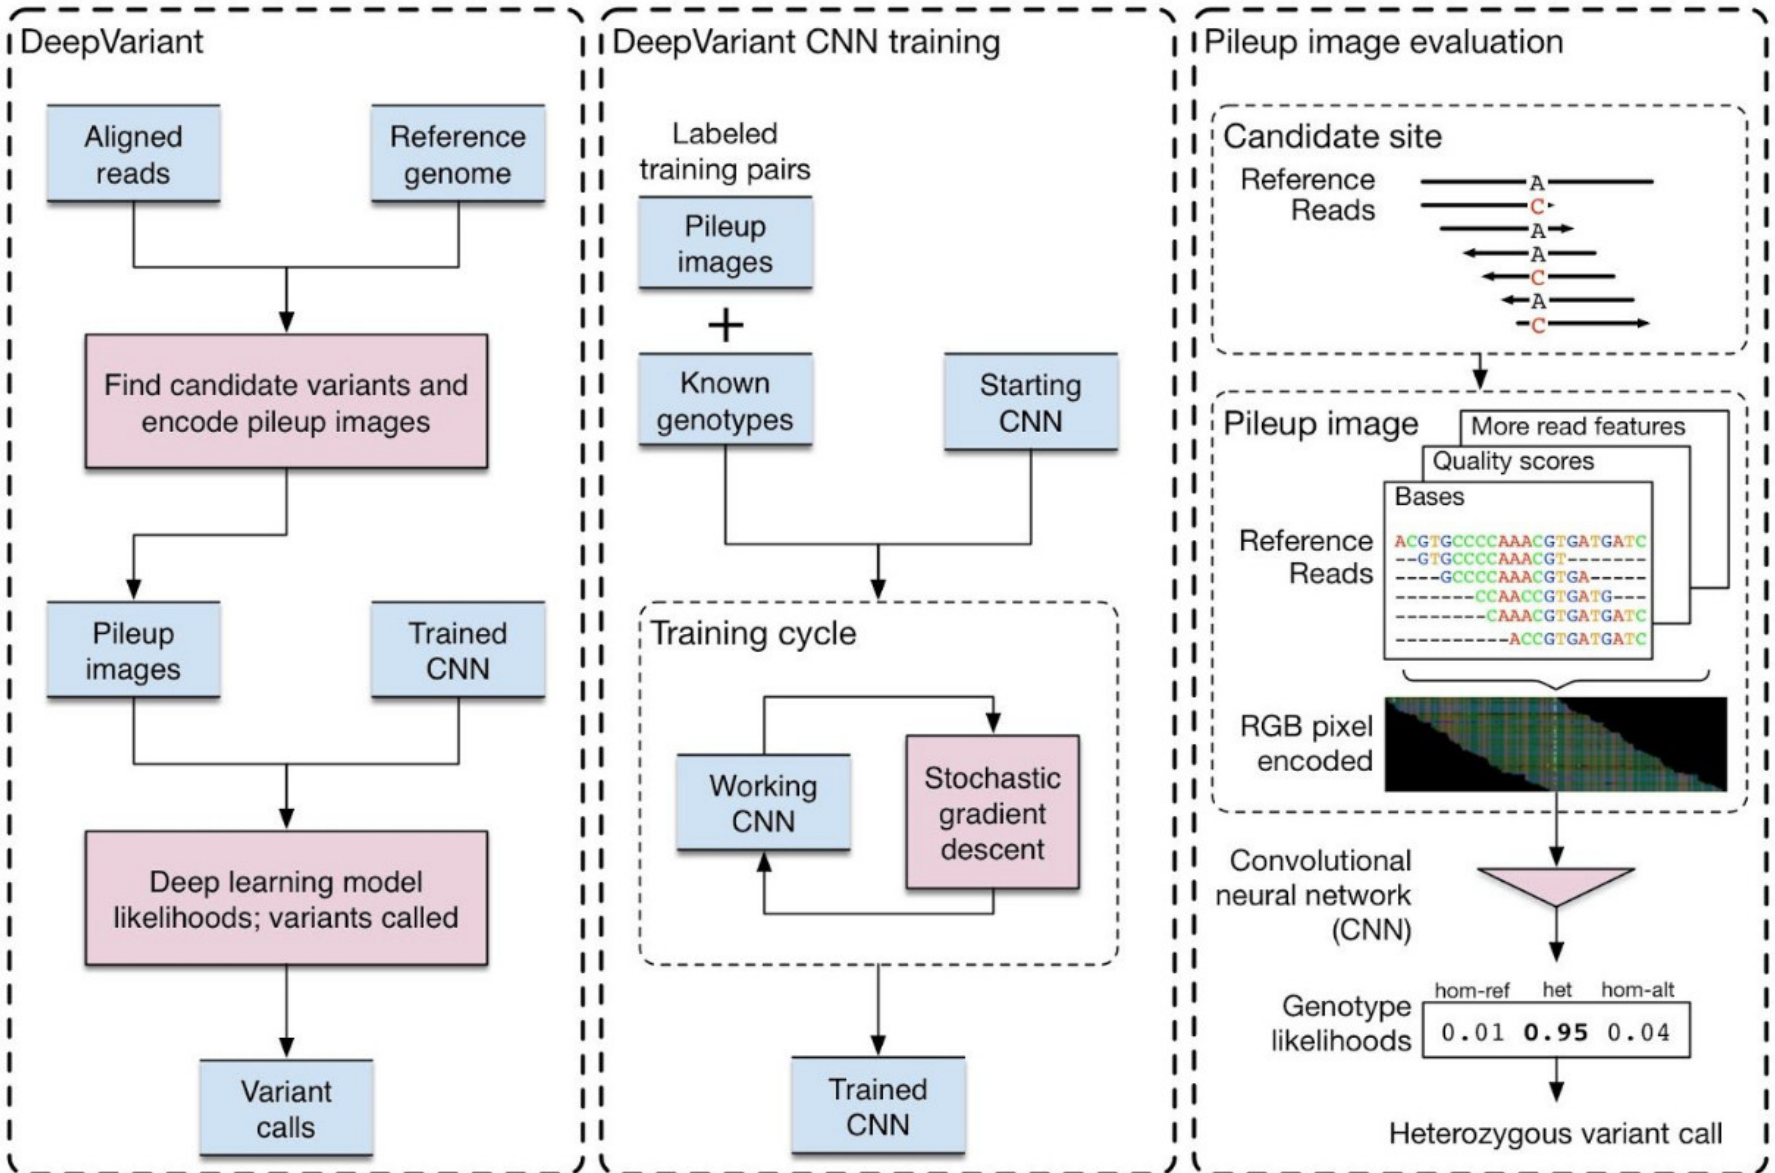 DeepVariant
Aligned
reads
Reference
genome
Find candidate variants and
encode pileup images
Pileup
images
Trained
CNN
Deep learning model
likelihoods; variants called
Variant
calls
DeepVariant CNN training
Labeled
training pairs
Pileup
images
+
Known
genotypes
Starting
CNN
Training cycle
Working
CNN
Stochastic
gradient
descent
Trained
CNN
Pileup image evaluation
Candidate site
Reference
Reads
A
C
A
A
C
A
C
Pileup image
More read features
Quality scores
Bases
Reference
Reads
ACGTGCCCCAAACGTGATGATC
--GTGCCCCAAACGT-------
----GCCCCAAACGTGA-----
-------CCAACCGTGATG---
--------CAAACGTGATGATC
----------ACCGTGATGATC
RGB pixel
encoded
Convolutional
neural network
(CNN)
Genotype
likelihoods
hom-ref het hom-alt
0.01 0.95 0.04
Heterozygous variant call